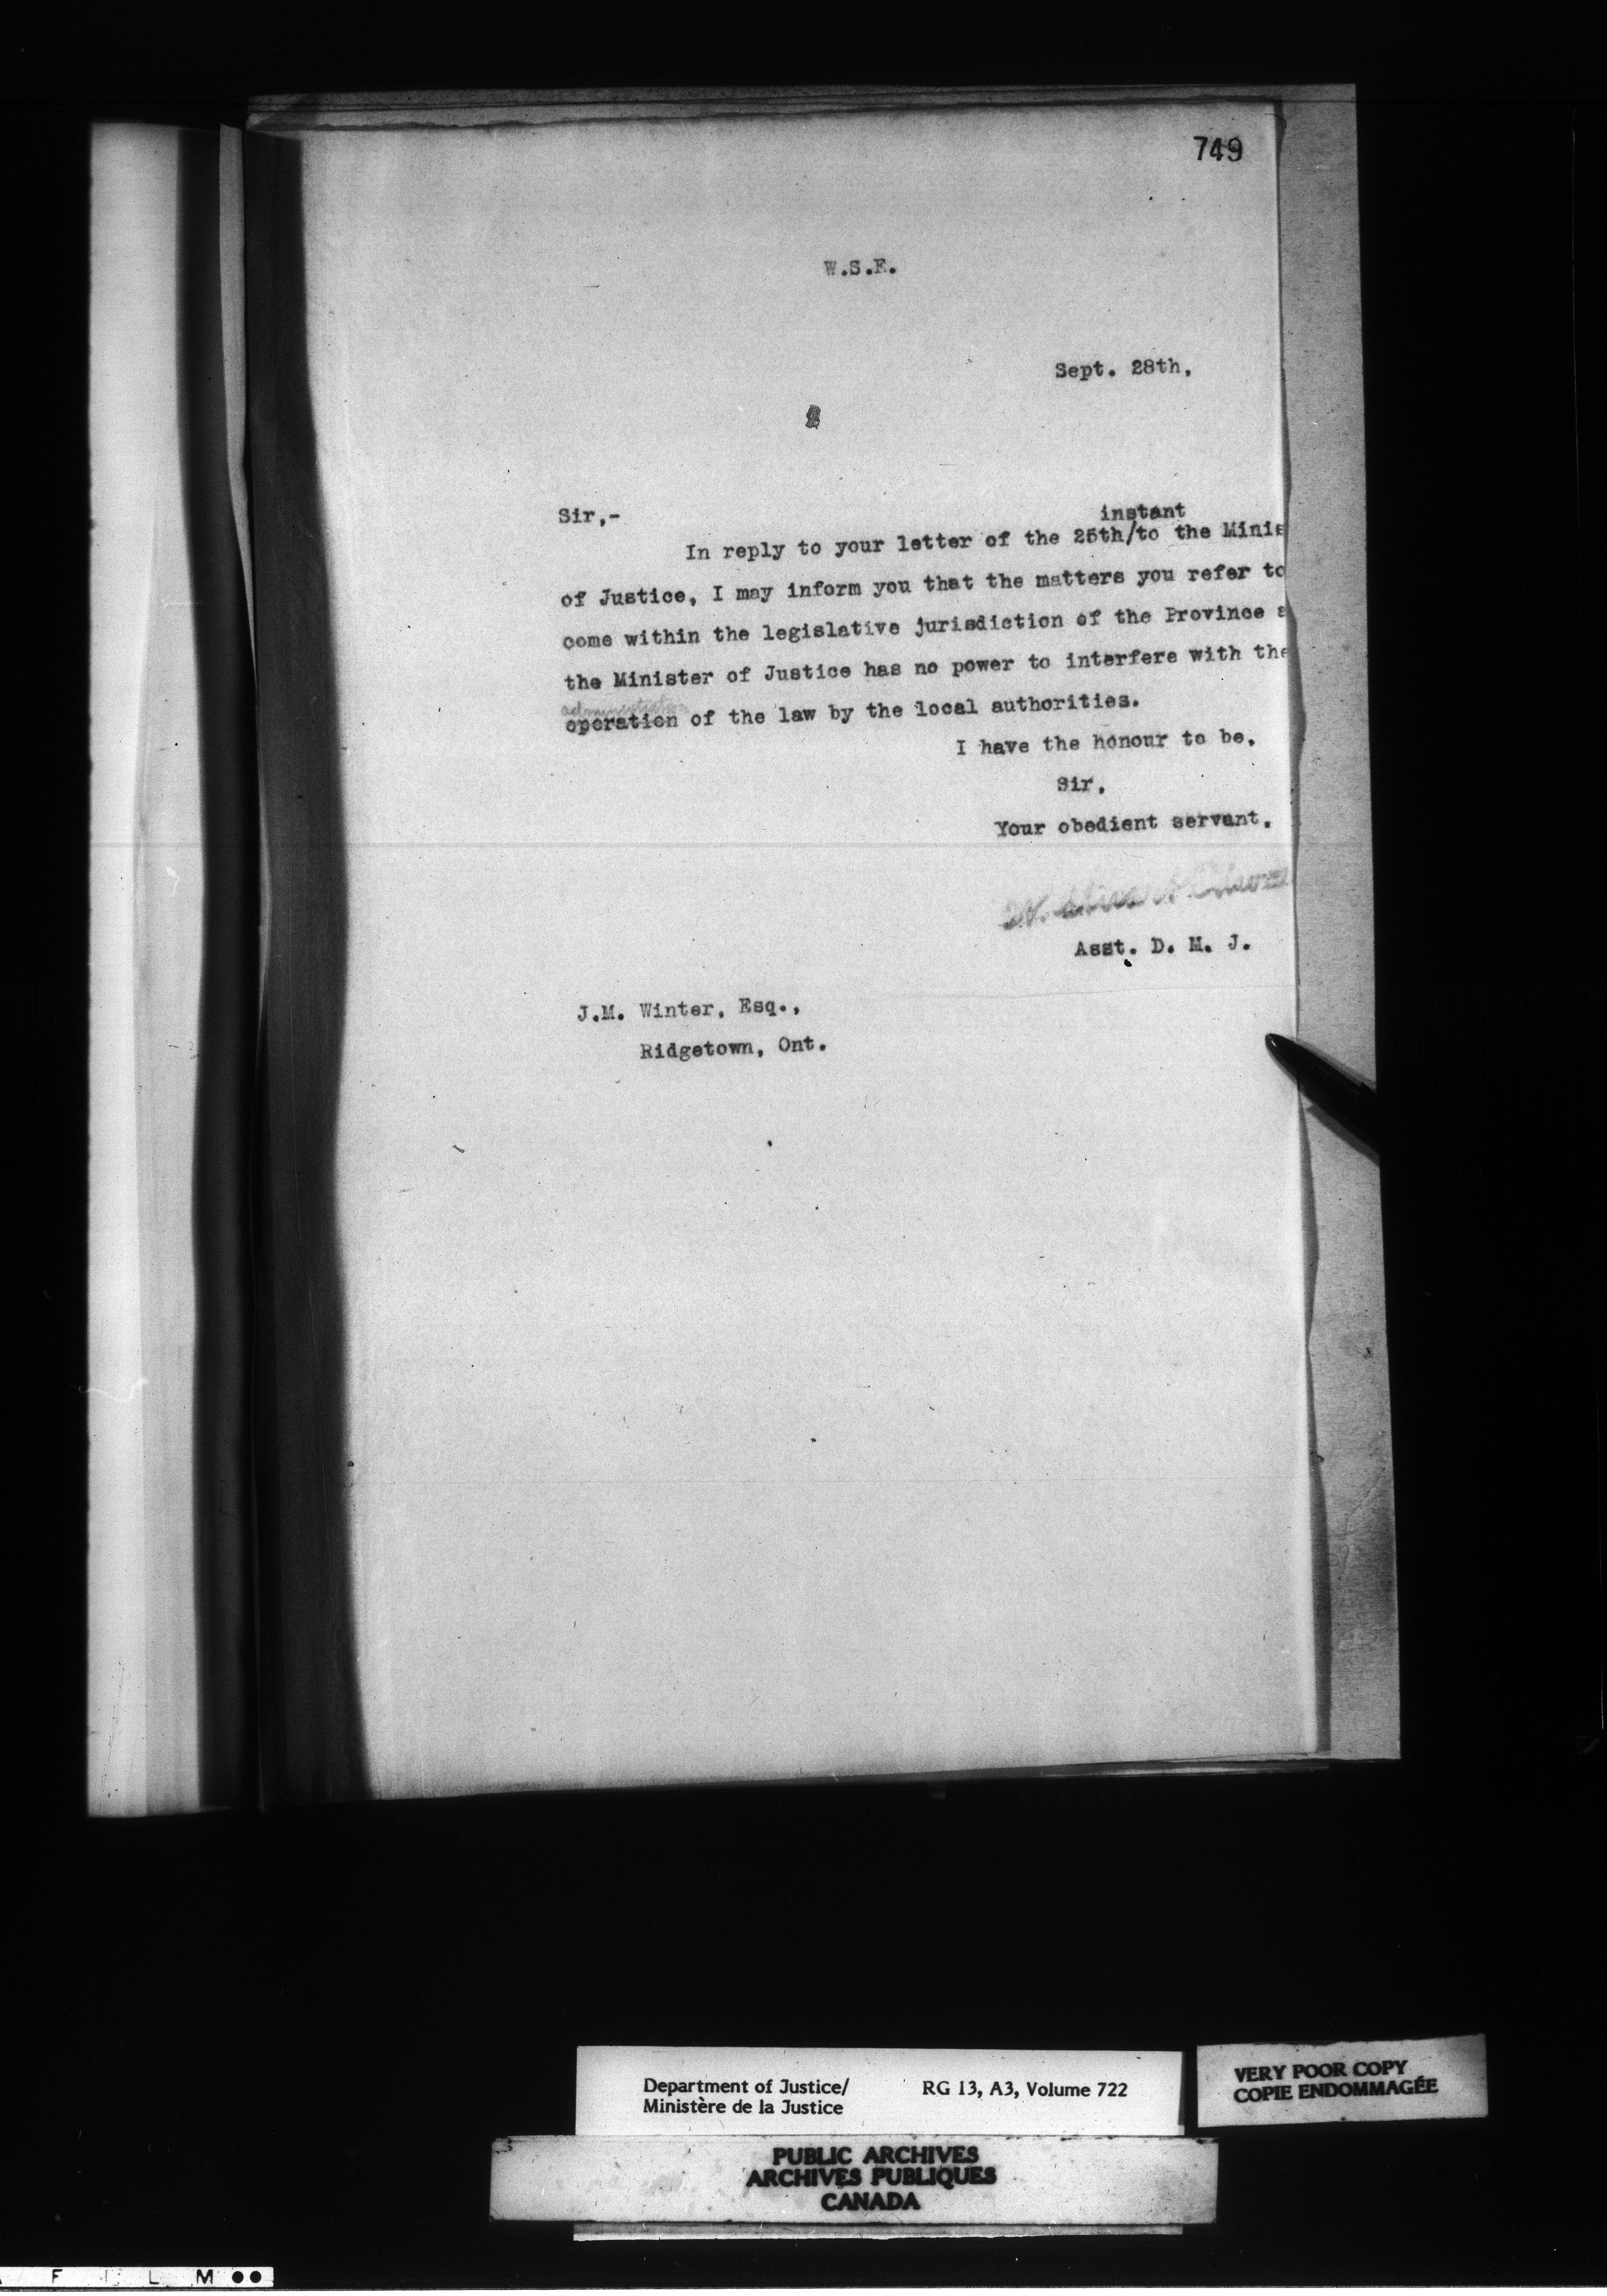 749
W.S.E.
Sept. 28th,
2
Sir,-
instant
In reply to your letter of the 25th/to the Minis
of Justice, I may inform you that the matters you refer to
come within the legislative jurisdiction of the Province a
the Minister of Justice has no power to interfere with the
administration
operation of the law by the local authorities.
I have the honour to be,
Sir,
Your obedient servant,
Asst. D. M. J.
J.M. Winter, Esq.,
Ridgetown, Ont.
Department of Justice/
Ministère de la Justice
RG 13, A3, Volume 722
VERY POOR COPY
COPIE ENDOMMAGÉE
PUBLIC ARCHIVES
ARCHIVES PUBLIQUES
CANADA
F I L M